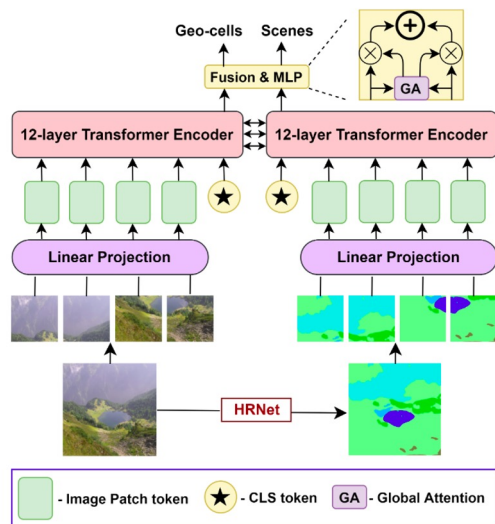 Geo-cells Scenes
Fusion & MLP
GA
12-layer Transformer Encoder
12-layer Transformer Encoder
Linear Projection
Linear Projection
HRNet
- Image Patch token
- CLS token
GA - Global Attention